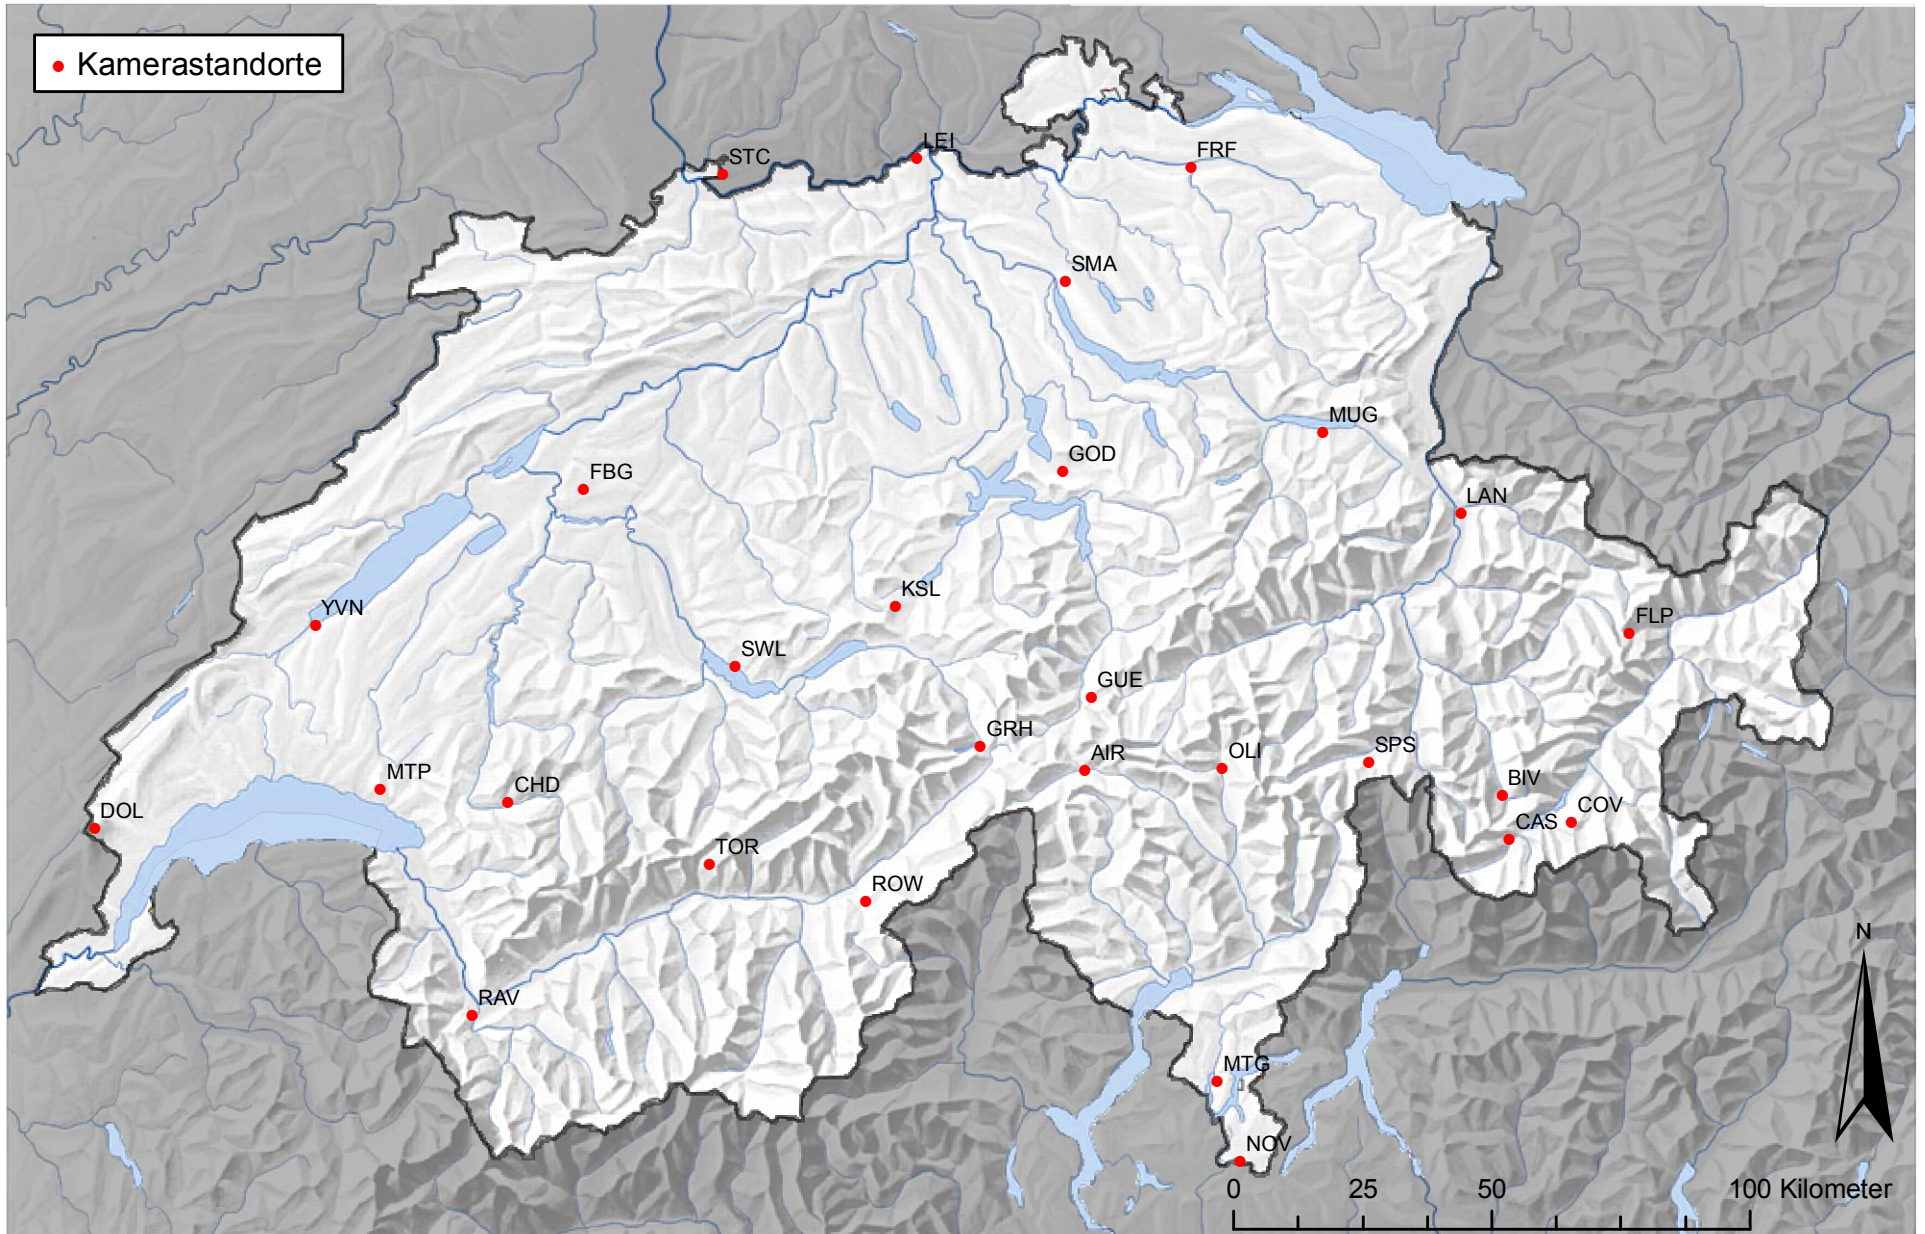 Kamerastandorte
LEI
STC
FRF
SMA
MUG
GOD
FBG
LAN
KSL
YVN
FLP
SWL
GUE
GRH
SPS
AIR
OLI
MTP
BIV
CHD
COV
DOL
CAS
TOR
ROW
N
RAV
MTG
NOV
0 25 50 100 Kilometer